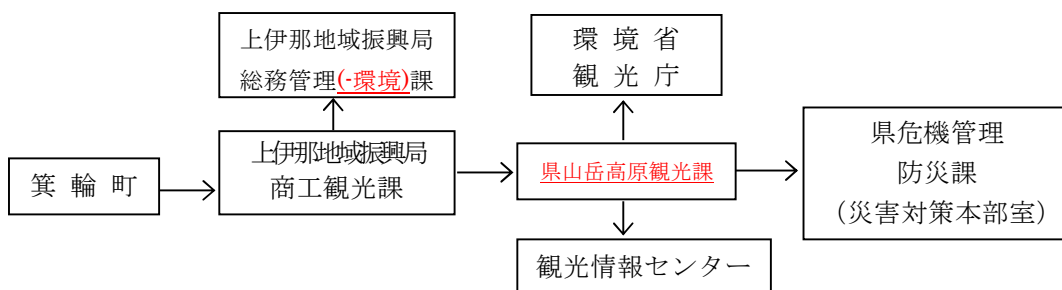 上伊那地域振興局
総務管理(-環境)課
環 境 省
観 光 庁
箕 輪 町
上伊那地域振興局
商工観光課
県山岳高原観光課
県危機管理
防災課
（災害対策本部室）
観光情報センター